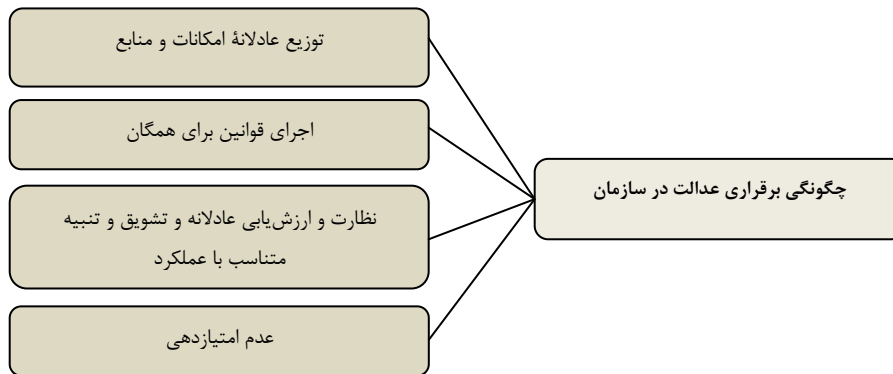 چگونگی برقراری عدالت در سازمان
توزیع عادلانۀ امکانات و منابع
اجرای قوانین برای همگان
نظارت و ارزش‌یابی عادلانه و تشویق و تنبیه
متناسب با عملکرد
عدم امتیازدهی